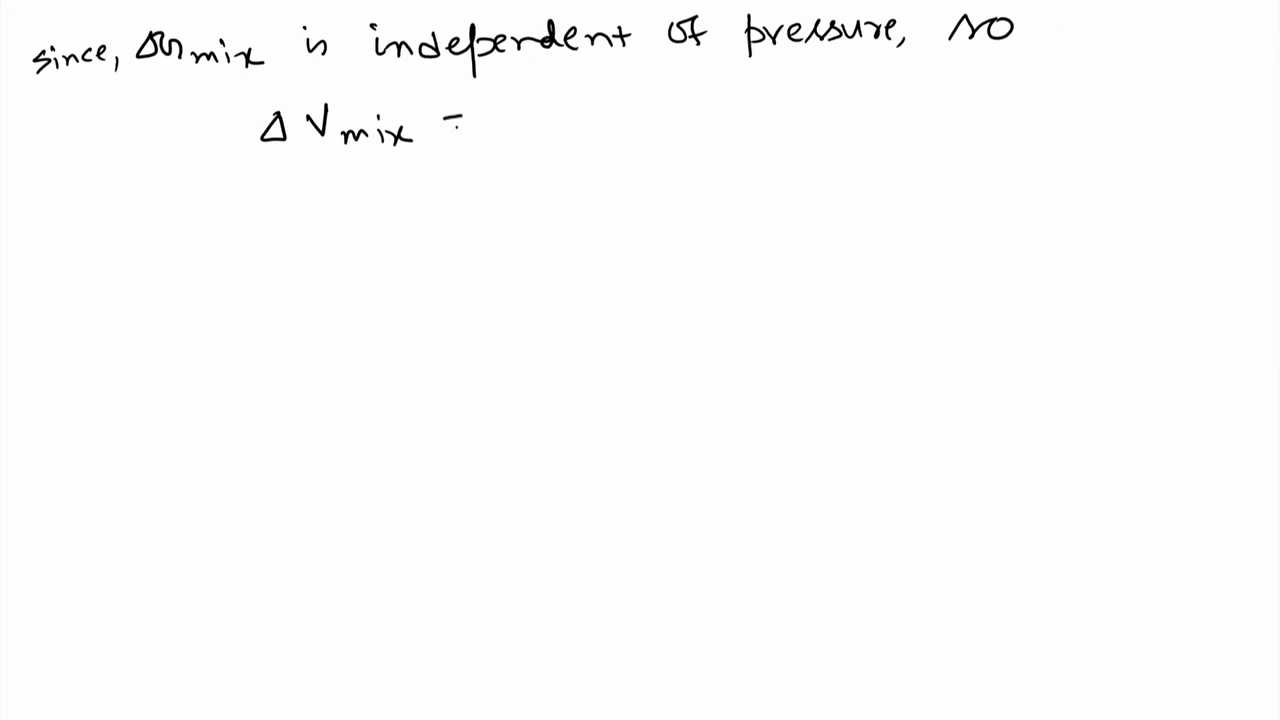 since, ΔGmix is independent of pressure, so
ΔVmix =